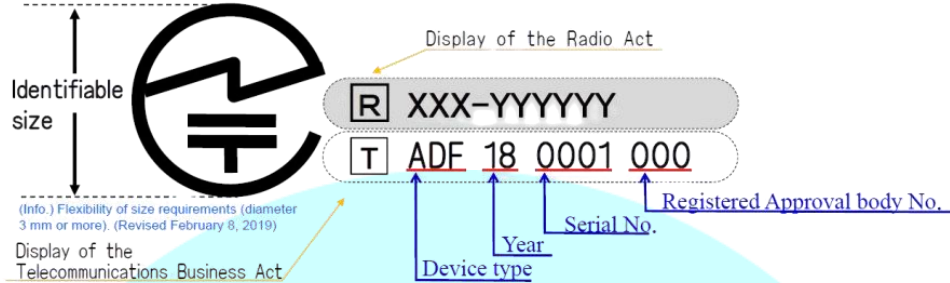 Display of the Radio Act
Identifiable
size
R XXX-YYYYYY
T ADF 18 0001 000
(Info.) Flexibility of size requirements (diameter
3 mm or more). (Revised February 8, 2019)
Registered Approval body No.
Serial No.
Year
Device type
Display of the
Telecommunications Business Act